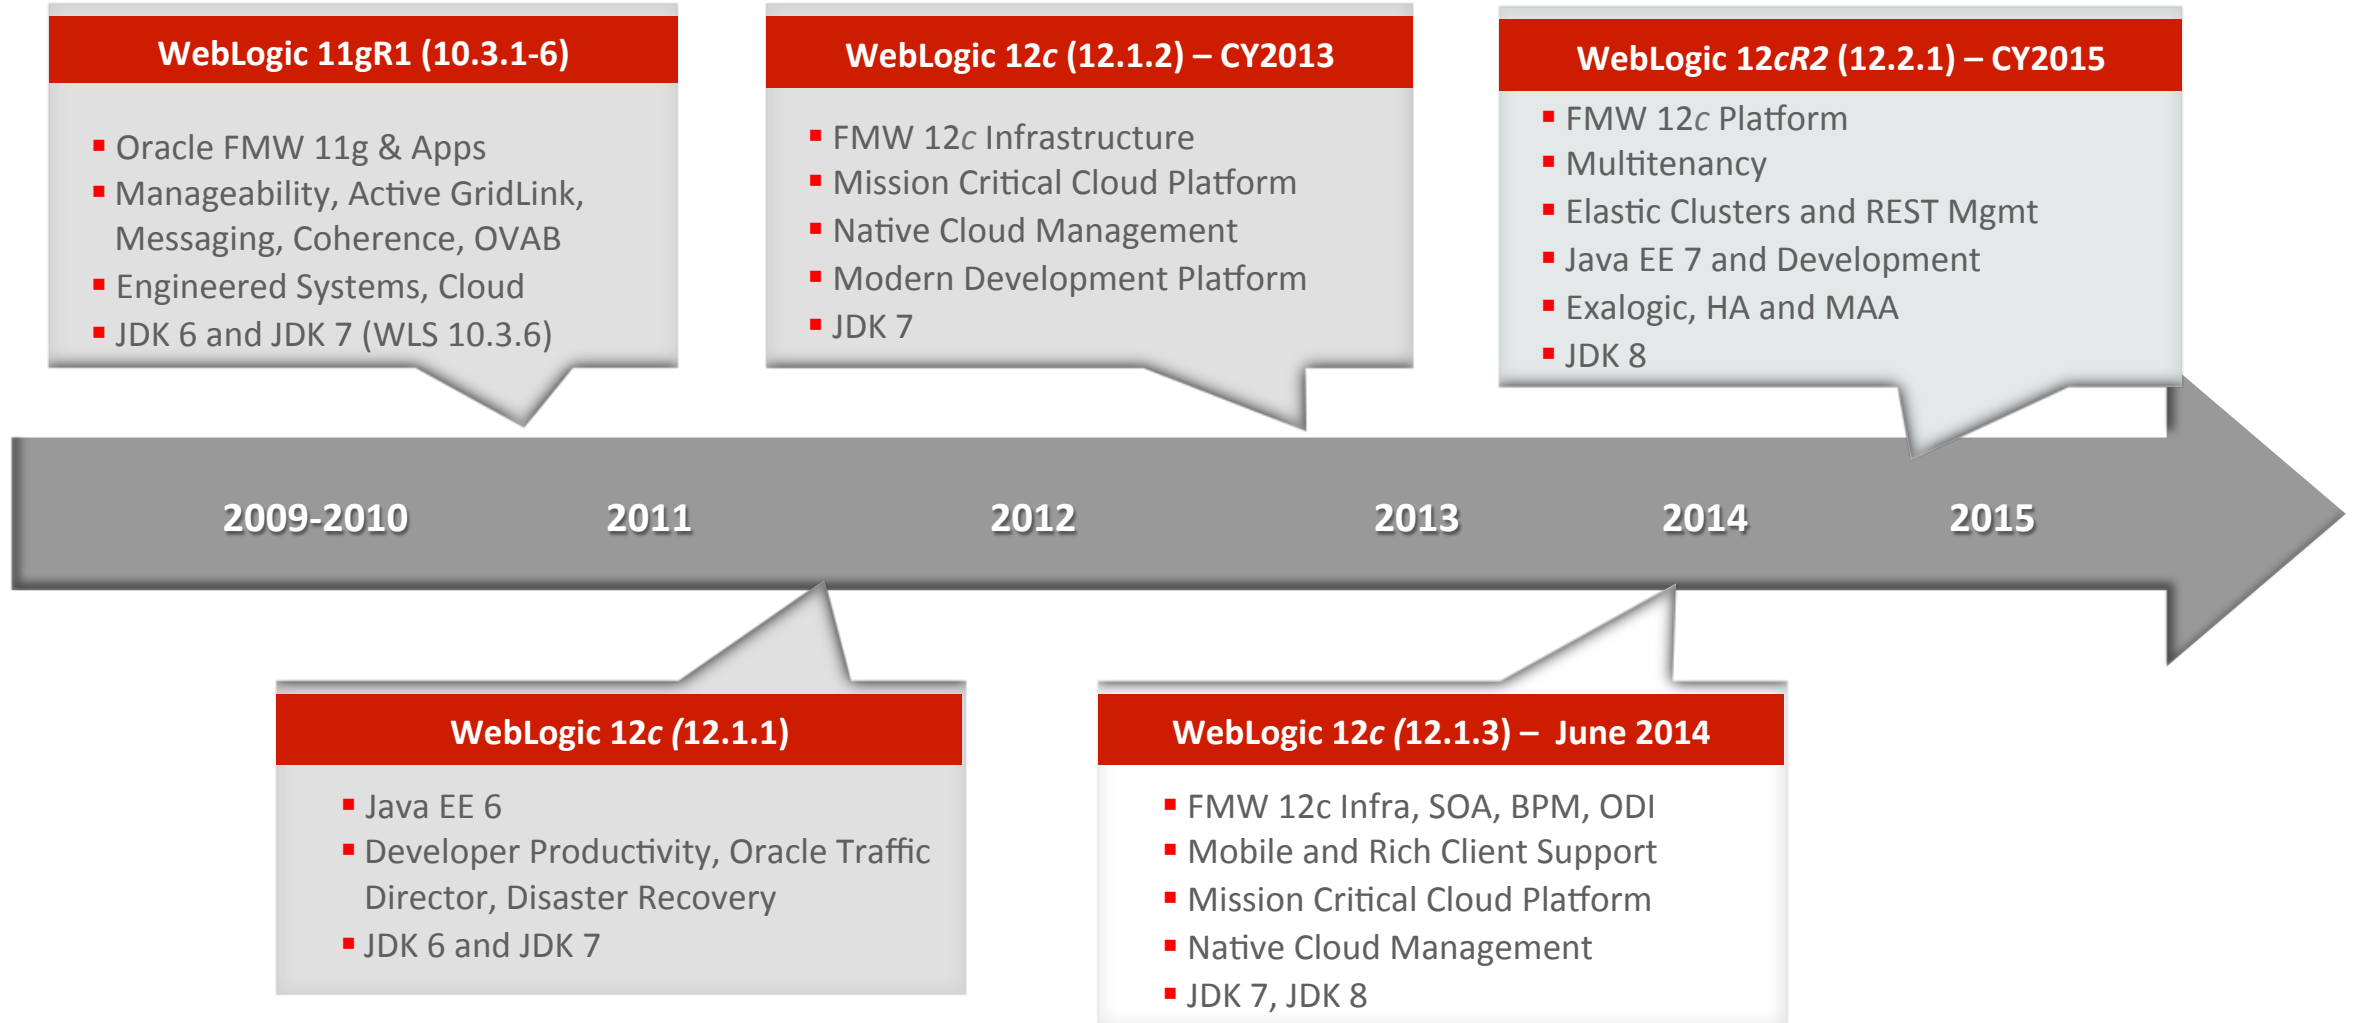 WebLogic 11gR1 (10.3.1-6)
▪ Oracle FMW 11g & Apps
▪ Manageability, Active GridLink,
Messaging, Coherence, OVAB
▪ Engineered Systems, Cloud
▪ JDK 6 and JDK 7 (WLS 10.3.6)
WebLogic 12c (12.1.2) – CY2013
▪ FMW 12c Infrastructure
▪ Mission Critical Cloud Platform
▪ Native Cloud Management
▪ Modern Development Platform
▪ JDK 7
WebLogic 12cR2 (12.2.1) – CY2015
▪ FMW 12c Platform
▪ Multitenancy
▪ Elastic Clusters and REST Mgmt
▪ Java EE 7 and Development
▪ Exalogic, HA and MAA
▪ JDK 8
2009-2010 2011 2012 2013 2014 2015
WebLogic 12c (12.1.1)
▪ Java EE 6
▪ Developer Productivity, Oracle Traffic
Director, Disaster Recovery
▪ JDK 6 and JDK 7
WebLogic 12c (12.1.3) – June 2014
▪ FMW 12c Infra, SOA, BPM, ODI
▪ Mobile and Rich Client Support
▪ Mission Critical Cloud Platform
▪ Native Cloud Management
▪ JDK 7, JDK 8